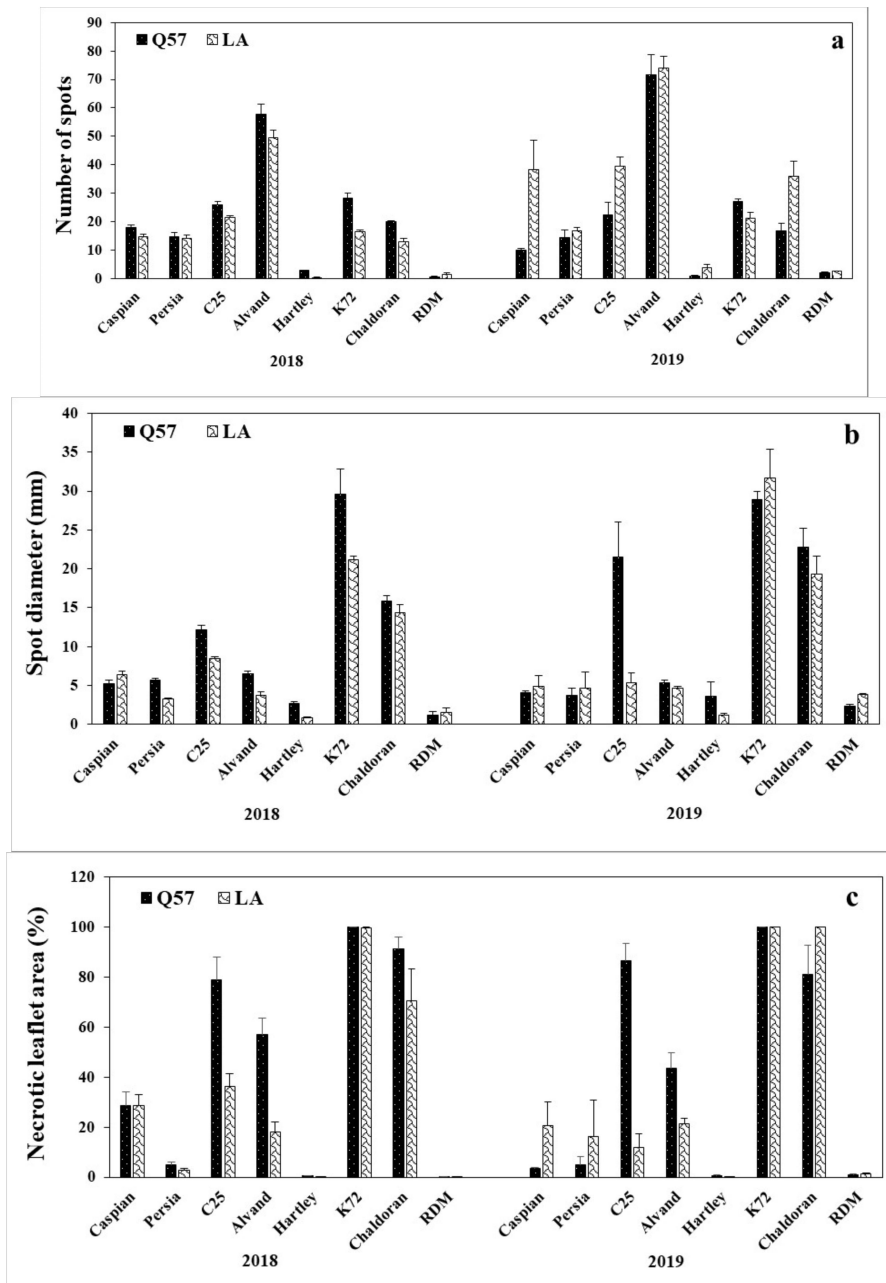 a
Q57 LA
Number of spots
90
80
70
60
50
40
30
20
10
0
Caspian Persia C25 Alvand Hartley K72 Chaldoran RDM Caspian Persia C25 Alvand Hartley K72 Chaldoran RDM
2018 2019
b
Q57 LA
Spot diameter (mm)
40
35
30
25
20
15
10
5
0
Caspian Persia C25 Alvand Hartley K72 Chaldoran RDM Caspian Persia C25 Alvand Hartley K72 Chaldoran RDM
2018 2019
c
Q57 LA
Necrotic leaflet area (%)
120
100
80
60
40
20
0
Caspian Persia C25 Alvand Hartley K72 Chaldoran RDM Caspian Persia C25 Alvand Hartley K72 Chaldoran RDM
2018 2019